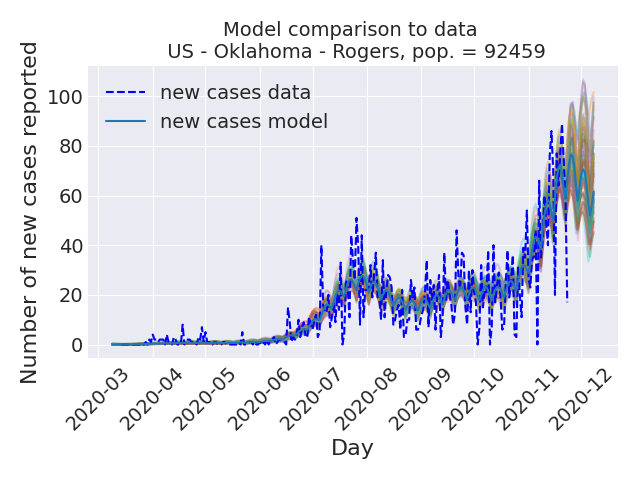 Model comparison to data
US - Oklahoma - Rogers, pop. = 92459
Number of new cases reported
100
80
60
40
20
0
new cases data
new cases model
2020-03
2020-04
2020-05
2020-06
2020-07
2020-08
2020-09
2020-10
2020-11
2020-12
Day